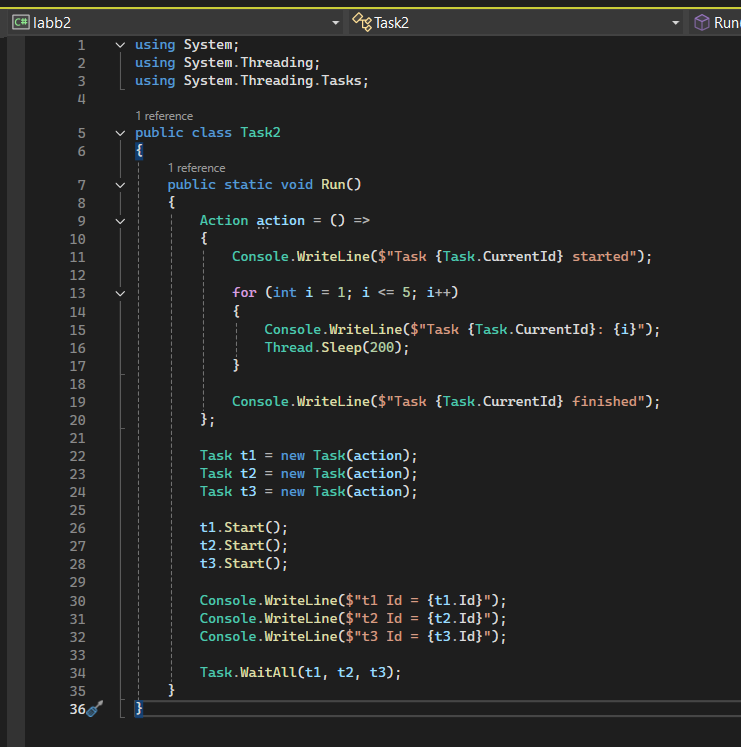 C# labb2 Task2 Run(
1 using System;
2 using System.Threading;
3 using System.Threading.Tasks;
4
1 reference
5 public class Task2
6 {
1 reference
7     public static void Run()
8     {
9         Action action = () =>
10         {
11             Console.WriteLine($"Task {Task.CurrentId} started");
12
13             for (int i = 1; i <= 5; i++)
14             {
15                 Console.WriteLine($"Task {Task.CurrentId}: {i}");
16                 Thread.Sleep(200);
17             }
18
19             Console.WriteLine($"Task {Task.CurrentId} finished");
20         };
21
22         Task t1 = new Task(action);
23         Task t2 = new Task(action);
24         Task t3 = new Task(action);
25
26         t1.Start();
27         t2.Start();
28         t3.Start();
29
30         Console.WriteLine($"t1 Id = {t1.Id}");
31         Console.WriteLine($"t2 Id = {t2.Id}");
32         Console.WriteLine($"t3 Id = {t3.Id}");
33
34         Task.WaitAll(t1, t2, t3);
35     }
36 }